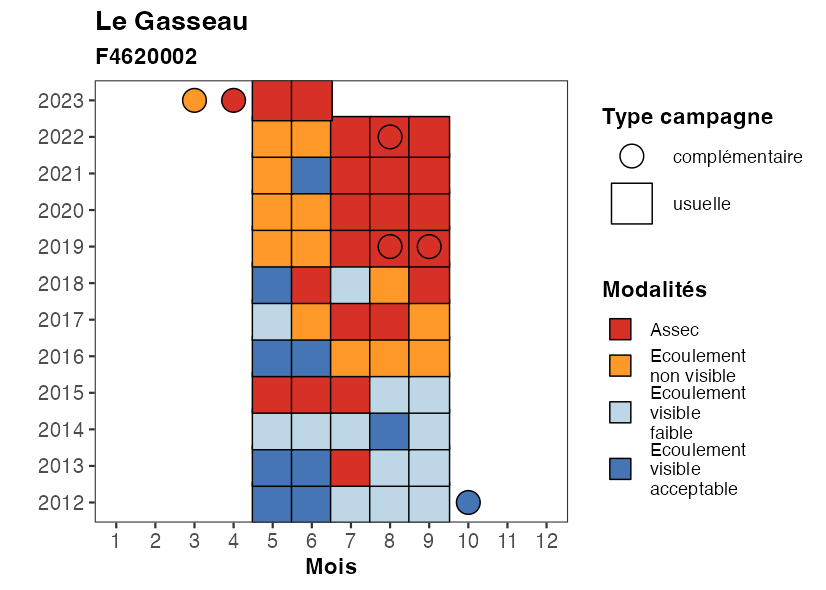 Le Gasseau
F4620002
2023
2022
2021
2020
2019
2018
2017
2016
2015
2014
2013
2012
1 2 3 4 5 6 7 8 9 10 11 12
Mois
Type campagne
complémentaire
usuelle
Modalités
Assec
Ecoulement
non visible
Ecoulement
visible
faible
Ecoulement
visible
acceptable